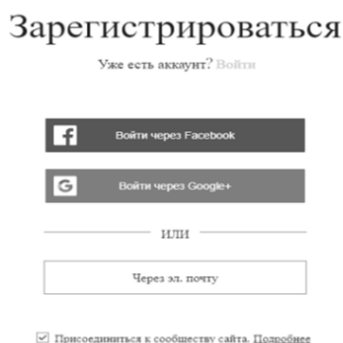 Зарегистрироваться
Уже есть аккаунт? Войти
Войти через Facebook
Войти через Google+
или
Через эл. почту
Присоединиться к сообществу сайта. Подробнее